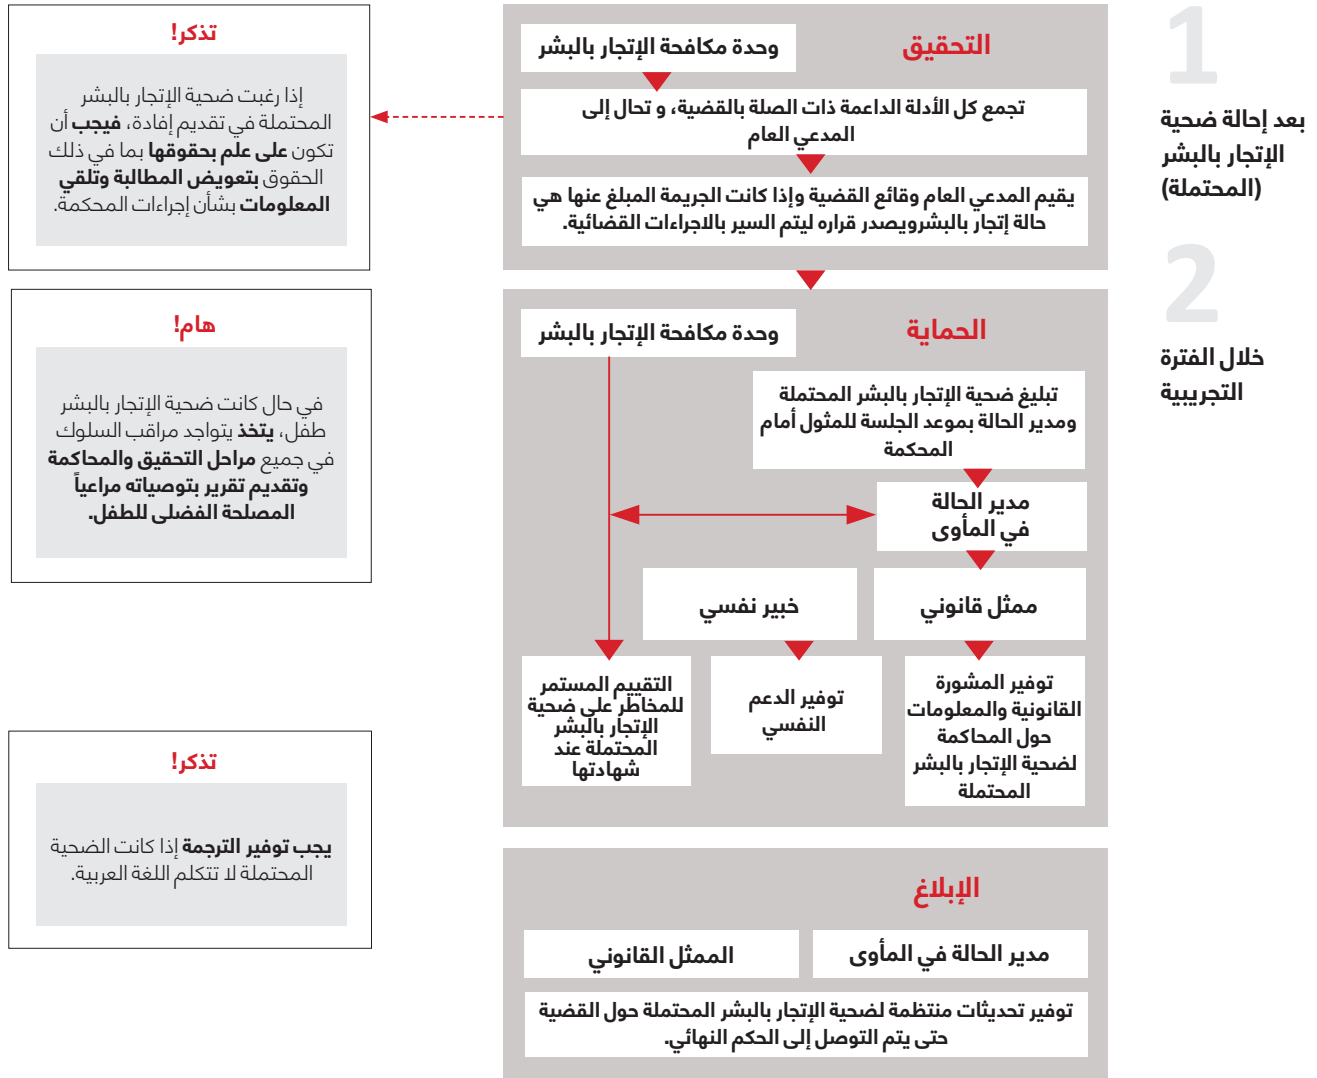 1
بعد إحالة ضحية
الإتجار بالبشر
(المحتملة)
2
خلال الفترة
التجريبية
التحقيق
وحدة مكافحة الإتجار بالبشر
تجمع كل الأدلة الداعمة ذات الصلة بالقضية، و تحال إلى
المدعي العام
يقيم المدعي العام وقائع القضية وإذا كانت الجريمة المبلغ عنها هي
حالة إتجار بالبشرويصدر قراره ليتم السير بالاجراءات القضائية.
الحماية
وحدة مكافحة الإتجار بالبشر
تبليغ ضحية الإتجار بالبشر المحتملة
ومدير الحالة بموعد الجلسة للمثول أمام
المحكمة
مدير الحالة
في المأوى
ممثل قانوني
خبير نفسي
توفير المشورة
القانونية والمعلومات
حول المحاكمة
لضحية الإتجار بالبشر
المحتملة
توفير الدعم
النفسي
التقييم المستمر
للمخاطر على ضحية
الإتجار بالبشر
المحتملة عند
شهادتها
الإبلاغ
مدير الحالة في المأوى
الممثل القانوني
توفير تحديثات منتظمة لضحية الإتجار بالبشر المحتملة حول القضية
حتى يتم التوصل إلى الحكم النهائي.
تذكر!
إذا رغبت ضحية الإتجار بالبشر
المحتملة في تقديم إفادة، فيجب أن
تكون على علم بحقوقها بما في ذلك
الحقوق بتعويض المطالبة وتلقي
المعلومات بشأن إجراءات المحكمة.
هام!
في حال كانت ضحية الإتجار بالبشر
طفل، يتخذ يتواجد مراقب السلوك
في جميع مراحل التحقيق والمحاكمة
وتقديم تقرير بتوصياته مراعياً
المصلحة الفضلى للطفل.
تذكر!
يجب توفير الترجمة إذا كانت الضحية
المحتملة لا تتكلم اللغة العربية.